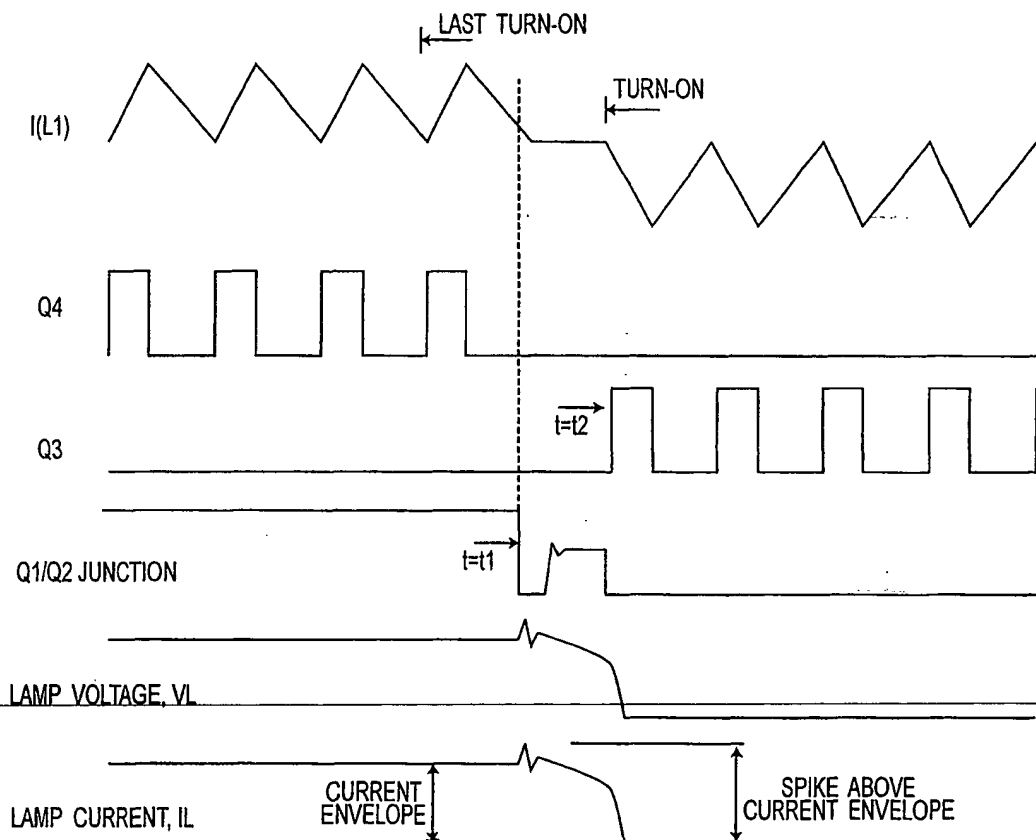 LAST TURN-ON
TURN-ON
I(L1)
Q4
t=t2
Q3
t=t1
Q1/Q2 JUNCTION
LAMP VOLTAGE, VL
CURRENT
ENVELOPE
SPIKE ABOVE
CURRENT ENVELOPE
LAMP CURRENT, IL